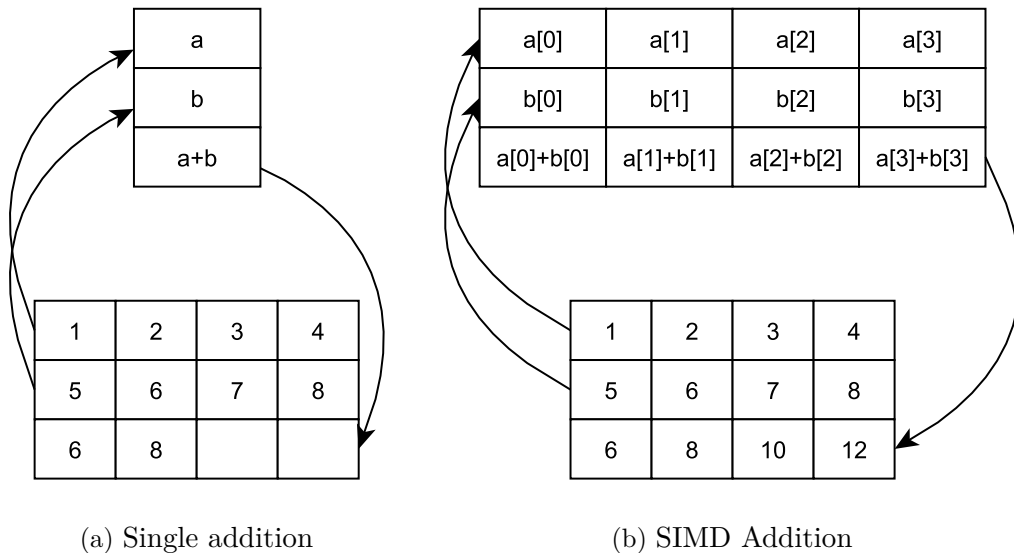 a
b
a+b
1 2 3 4
5 6 7 8
6 8
(a) Single addition
a[0] a[1] a[2] a[3]
b[0] b[1] b[2] b[3]
a[0]+b[0] a[1]+b[1] a[2]+b[2] a[3]+b[3]
1 2 3 4
5 6 7 8
6 8 10 12
(b) SIMD Addition